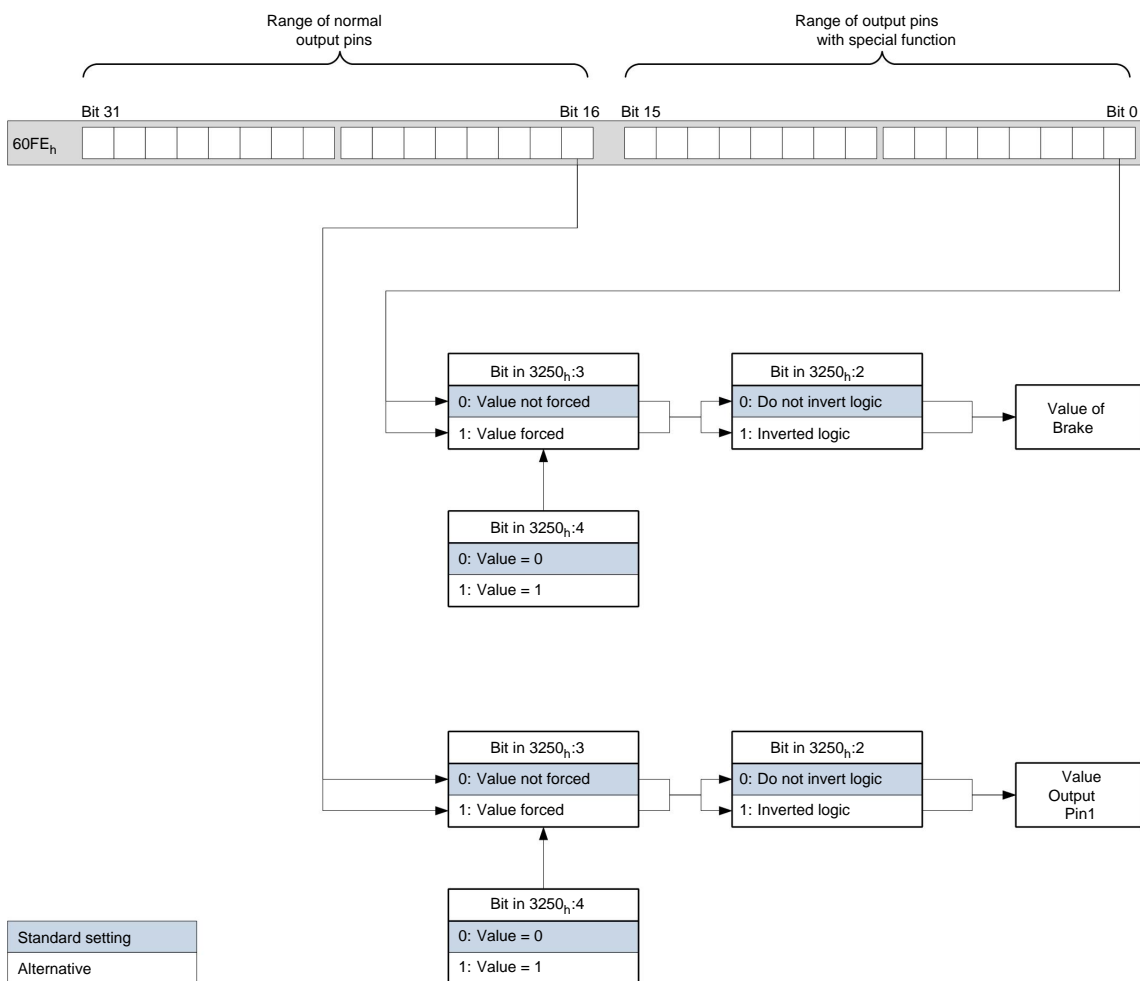 Range of normal
output pins
Range of output pins
with special function
Bit 31
Bit 16
Bit 15
Bit 0
60FEh
Bit in 3250h:3
0: Value not forced
1: Value forced
Bit in 3250h:2
0: Do not invert logic
1: Inverted logic
Value of
Brake
Bit in 3250h:4
0: Value = 0
1: Value = 1
Bit in 3250h:3
0: Value not forced
1: Value forced
Bit in 3250h:2
0: Do not invert logic
1: Inverted logic
Value
Output
Pin1
Bit in 3250h:4
0: Value = 0
1: Value = 1
Standard setting
Alternative